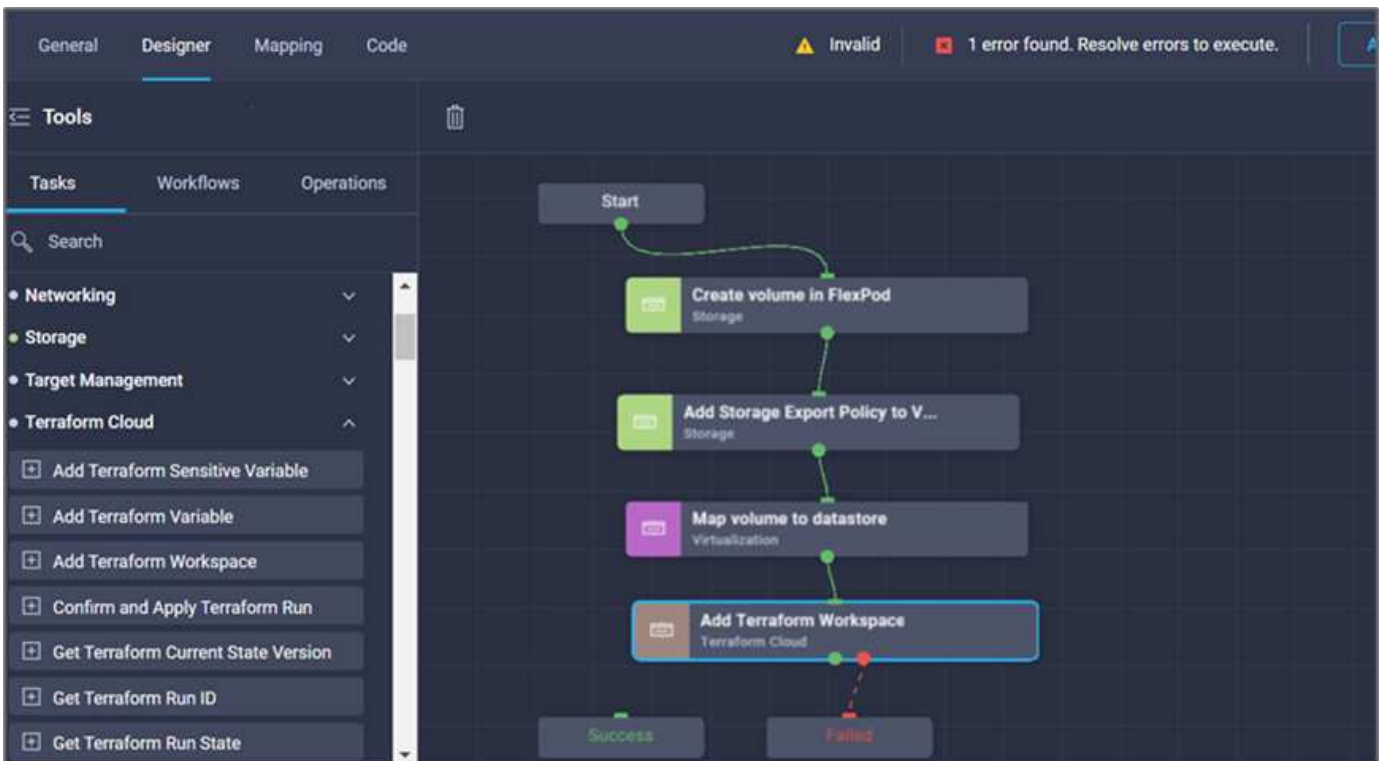 General Designer Mapping Code Invalid 1 error found. Resolve errors to execute. A
Tools
Tasks Workflows Operations
Search
Networking
Storage
Target Management
Terraform Cloud
Add Terraform Sensitive Variable
Add Terraform Variable
Add Terraform Workspace
Confirm and Apply Terraform Run
Get Terraform Current State Version
Get Terraform Run ID
Get Terraform Run State
Start
Create volume in FlexPod
Storage
Add Storage Export Policy to V...
Storage
Map volume to datastore
Virtualization
Add Terraform Workspace
Terraform Cloud
Success Failed